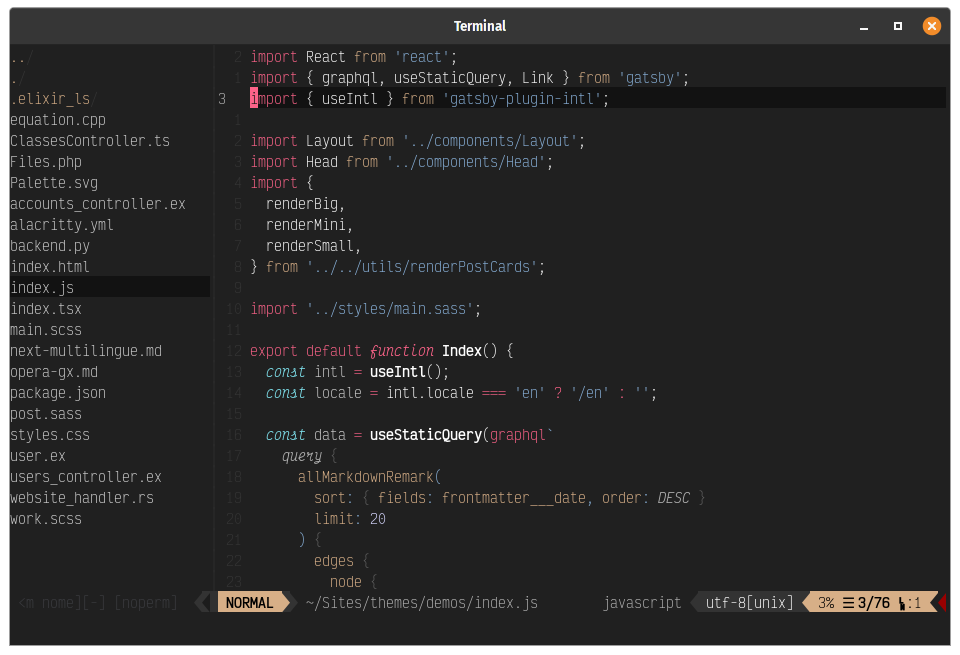 Terminal
../
./
.elixir_ls/
equation.cpp
ClassesController.ts
Files.php
Palette.svg
accounts_controller.ex
alacritty.yml
backend.py
index.html
index.js
index.tsx
main.scss
next-multilingue.md
opera-gx.md
package.json
post.sass
styles.css
user.ex
users_controller.ex
website_handler.rs
work.scss
<m nome][-] [noperm]
2 import React from 'react';
1 import { graphql, useStaticQuery, Link } from 'gatsby';
3 import { useIntl } from 'gatsby-plugin-intl';
1
2 import Layout from '../components/Layout';
3 import Head from '../components/Head';
4 import {
5 renderBig,
6 renderMini,
7 renderSmall,
8 } from '../../utils/renderPostCards';
9
10 import '../styles/main.sass';
11
12 export default function Index() {
13 const intl = useIntl();
14 const locale = intl.locale === 'en' ? '/en' : '';
15
16 const data = useStaticQuery(graphql`
17 query {
18 allMarkdownRemark(
19 sort: { fields: frontmatter___date, order: DESC }
20 limit: 20
21 ) {
22 edges {
23 node {
NORMAL ~/Sites/themes/demos/index.js javascript utf-8[unix] 3% ☰ 3/76 :1